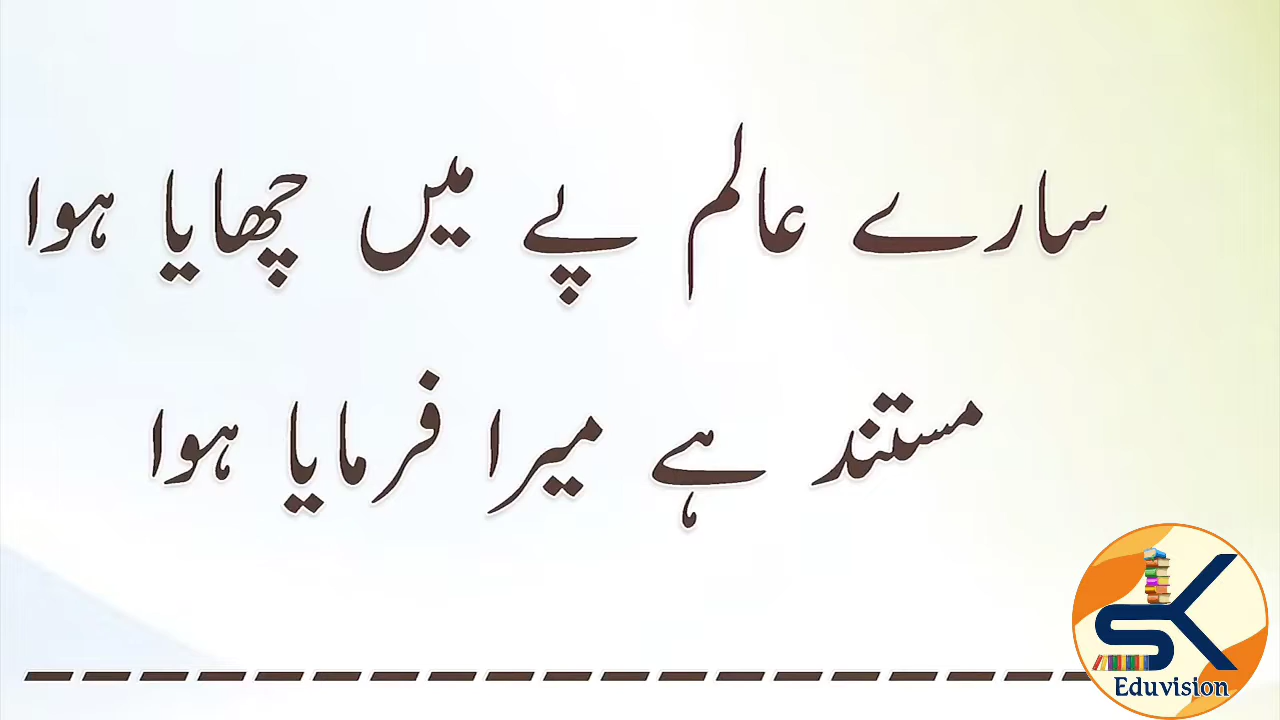 سارے عالم پے میں چھایا ہوا
مستند ہے میرا فرمایا ہوا
SK
Eduvision